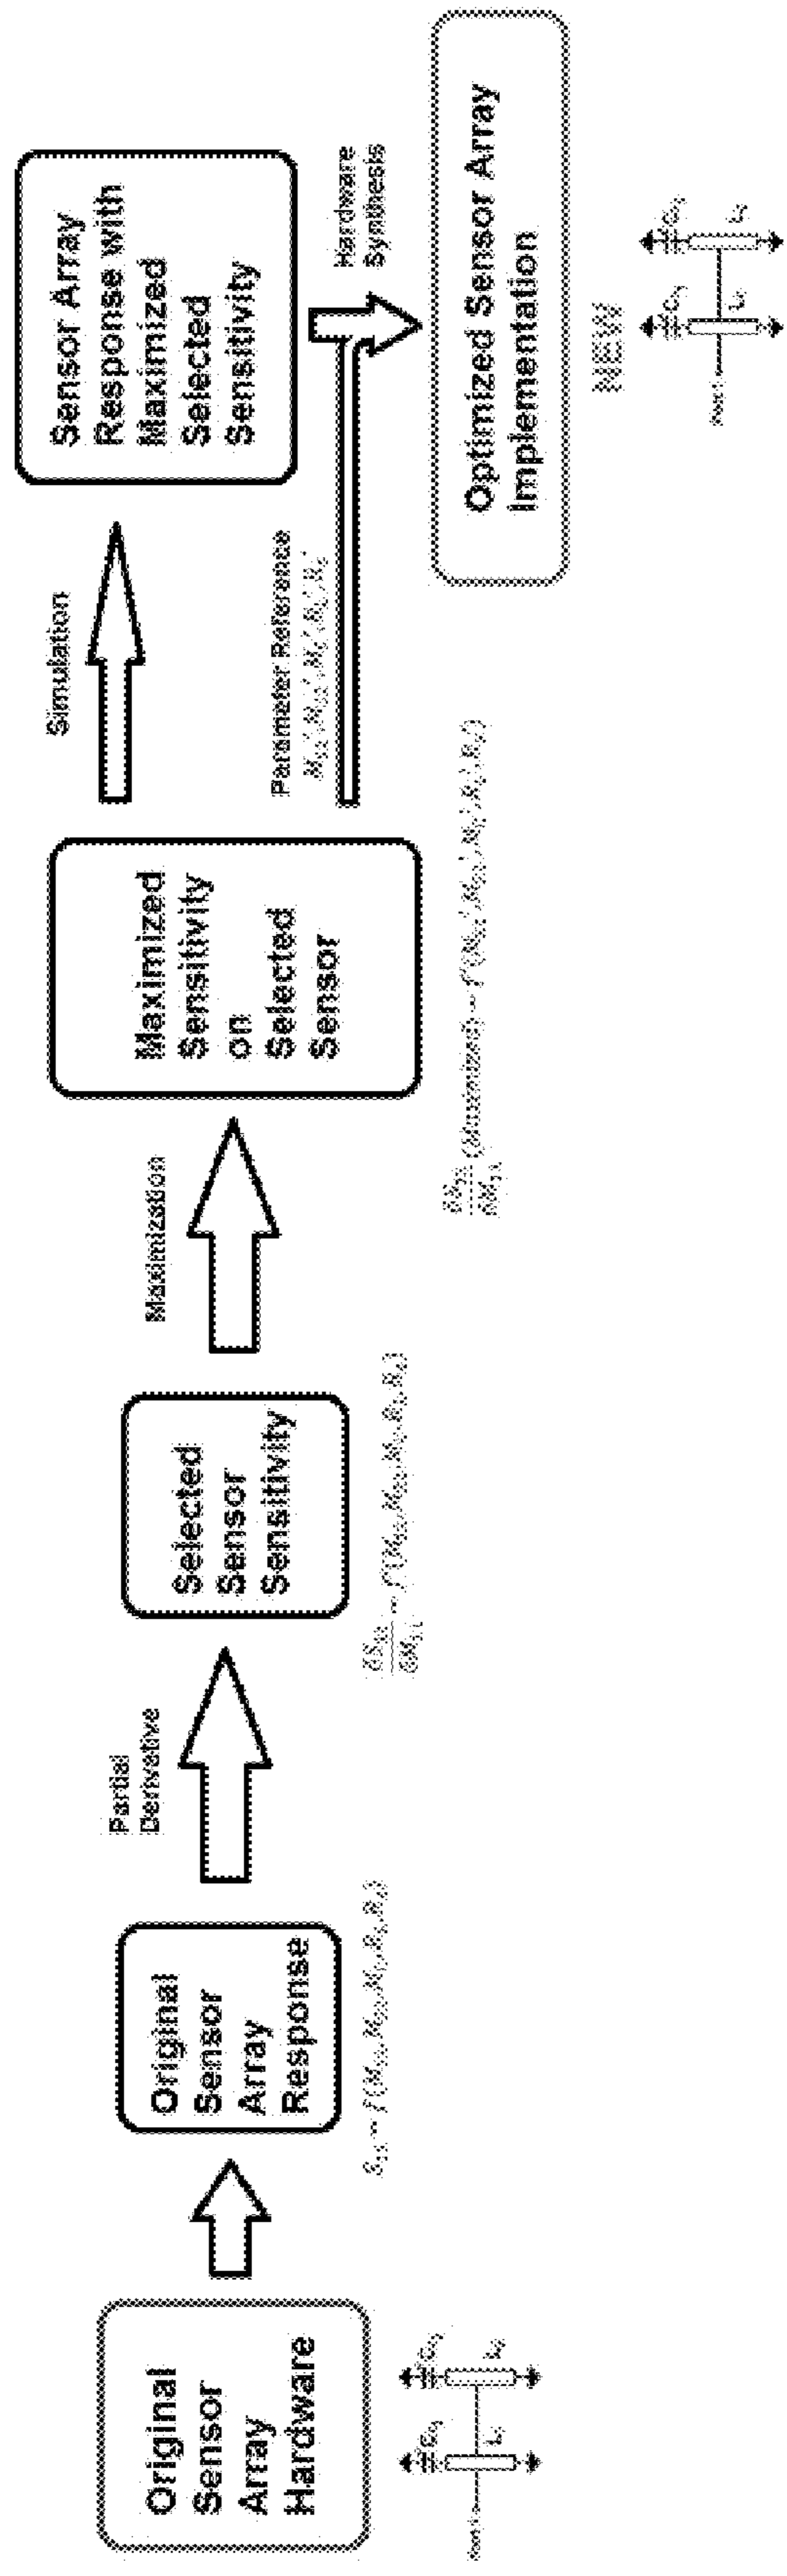 Original
Sensor
Array
Hardware
Original
Sensor
Array
Response
Partial
Derivative
Selected
Sensor
Sensitivity
Maximization
Maximized
Sensitivity
on
Selected
Sensor
Simulation
Parameter Reference
Sensor Array
Response with
Maximized
Selected
Sensitivity
Hardware
Synthesis
Optimized Sensor Array
Implementation
NEW